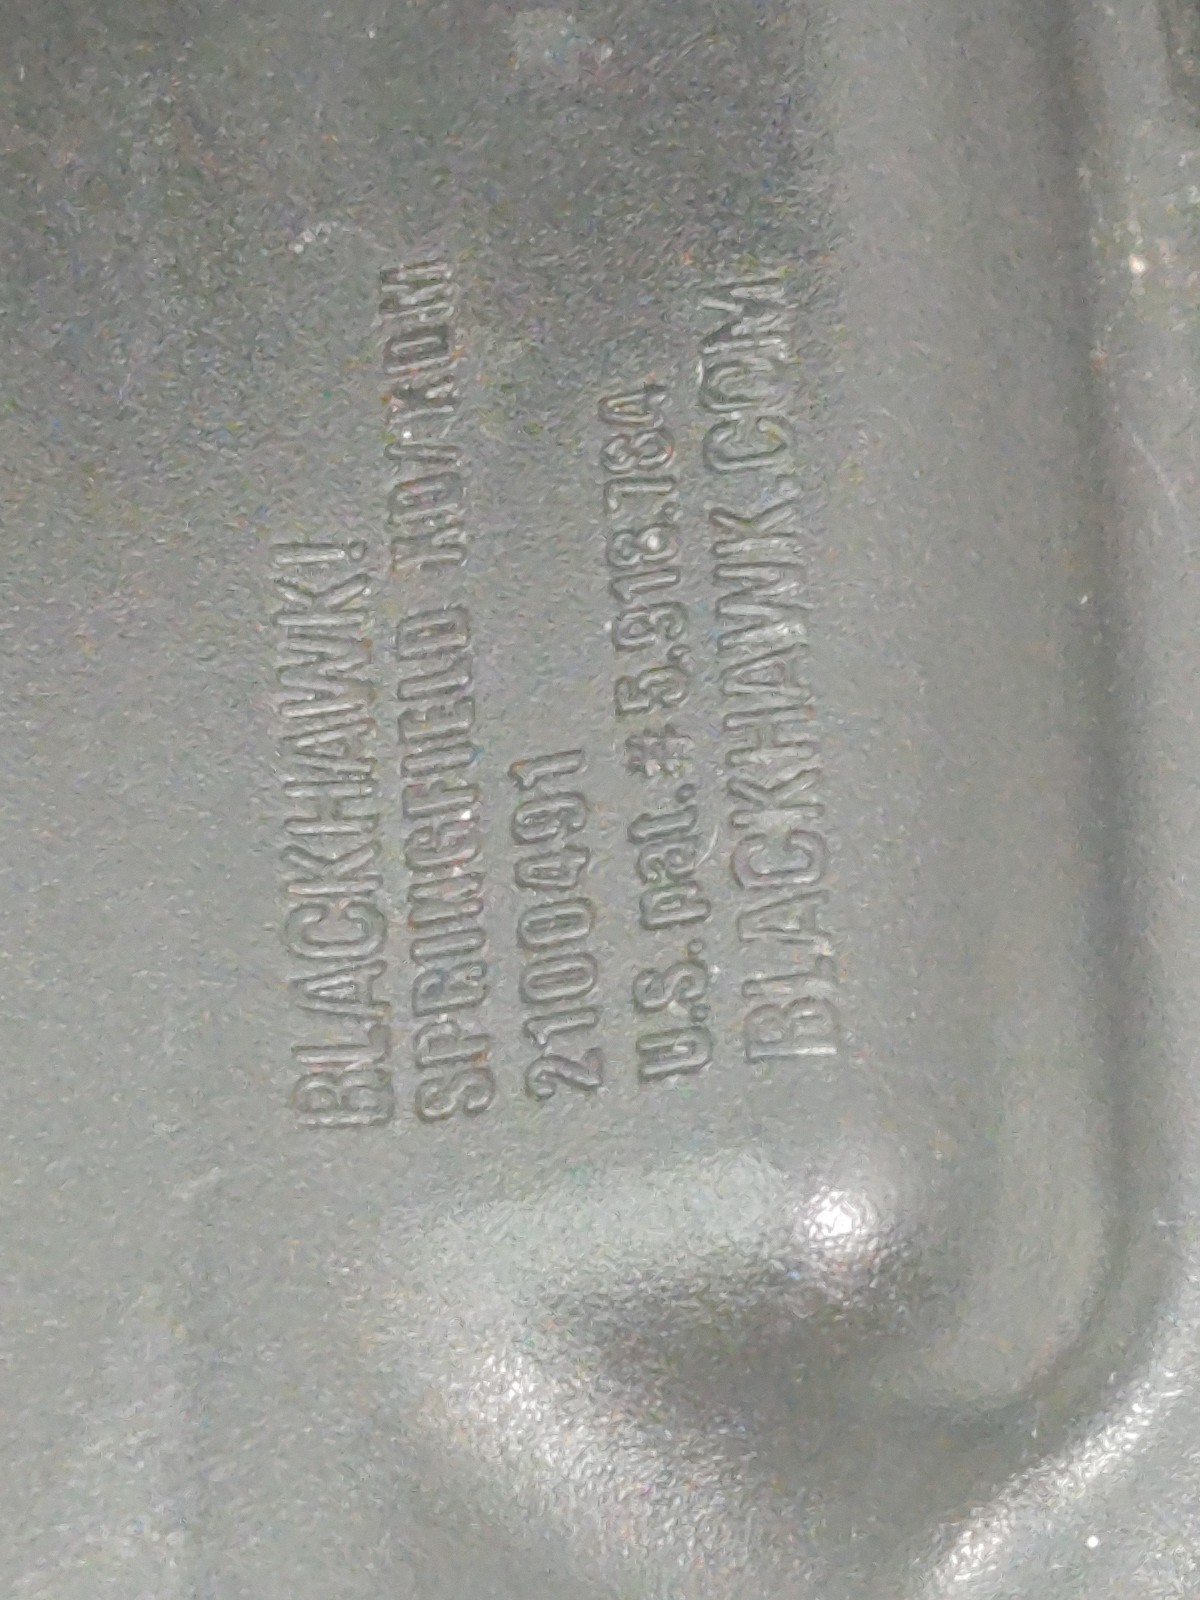 BLACKHAWK!
SPRINGFIELD XD/XDM
2100491
U.S. Pat. # 5,918,784
BLACKHAWK.COM